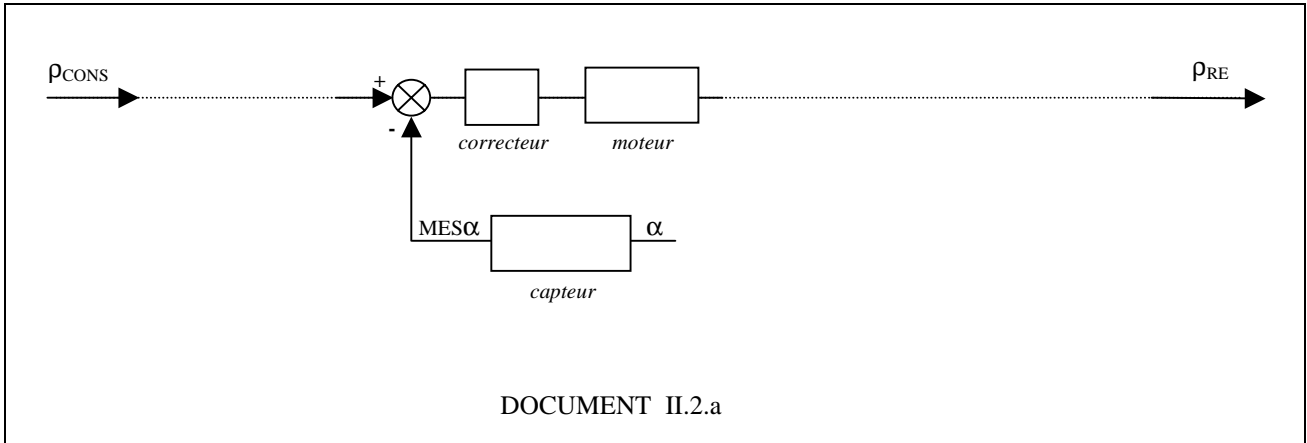 ρCONS
ρRE
+
-
correcteur
moteur
MESα
α
capteur
DOCUMENT II.2.a